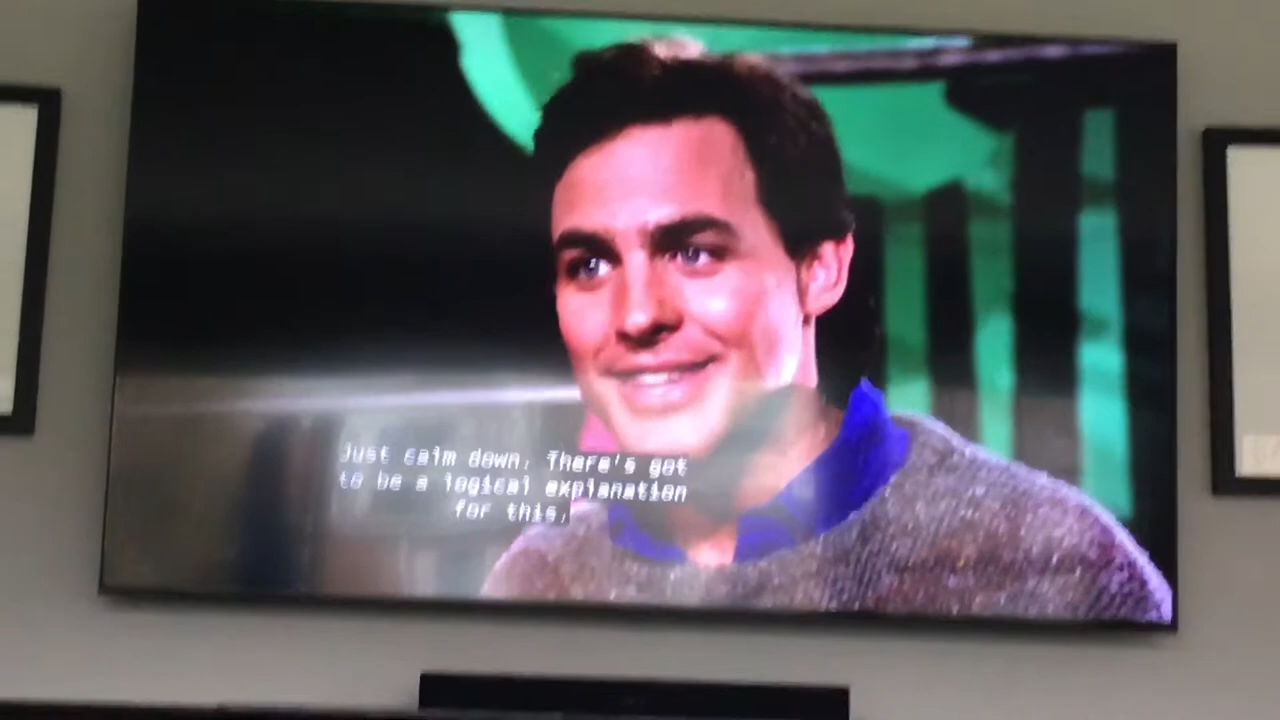 Just calm down. There's got
to be a logical explanation
for this.